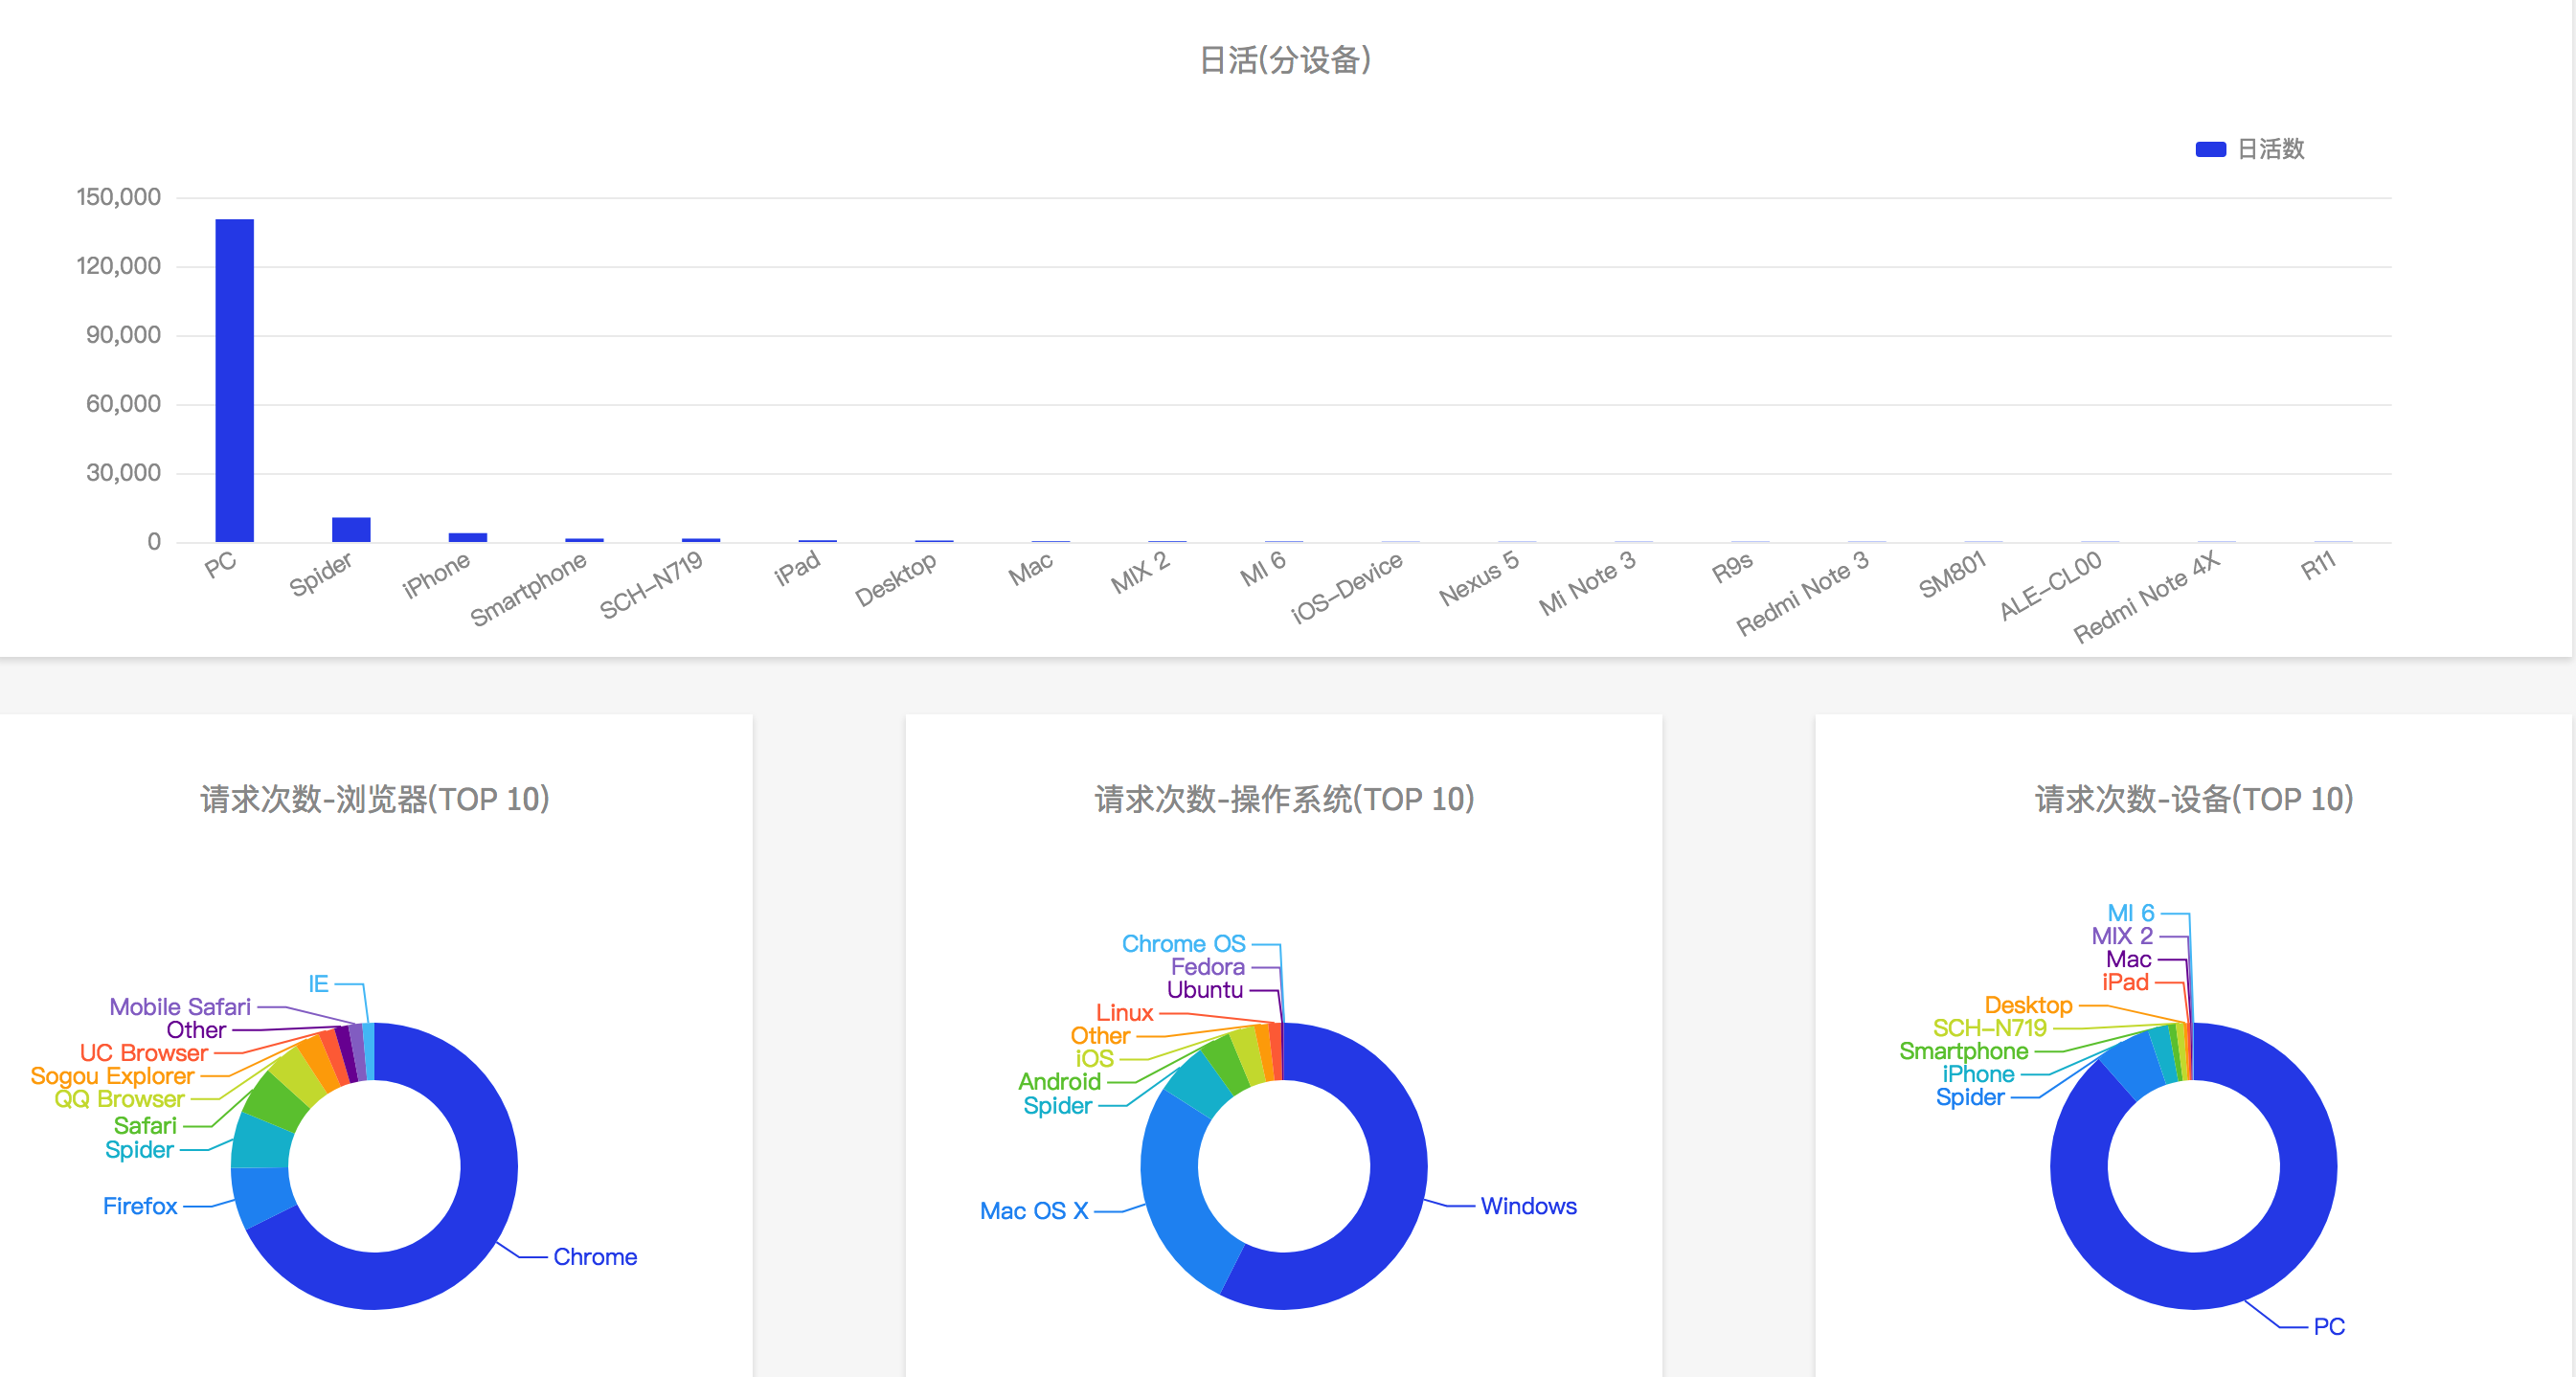 日活(分设备)
日活数
150,000
120,000
90,000
60,000
30,000
0
PC
Spider
iPhone
Smartphone
SCH-N719
iPad
Desktop
Mac
MIX 2
MI 6
iOS-Device
Nexus 5
Mi Note 3
R9s
Redmi Note 3
SM801
ALE-CL00
Redmi Note 4X
R11
请求次数-浏览器(TOP 10)
IE
Mobile Safari
Other
UC Browser
Sogou Explorer
QQ Browser
Safari
Spider
Firefox
Chrome
请求次数-操作系统(TOP 10)
Chrome OS
Fedora
Ubuntu
Linux
Other
iOS
Android
Spider
Mac OS X
Windows
请求次数-设备(TOP 10)
MI 6
MIX 2
Mac
iPad
Desktop
SCH-N719
Smartphone
iPhone
Spider
PC